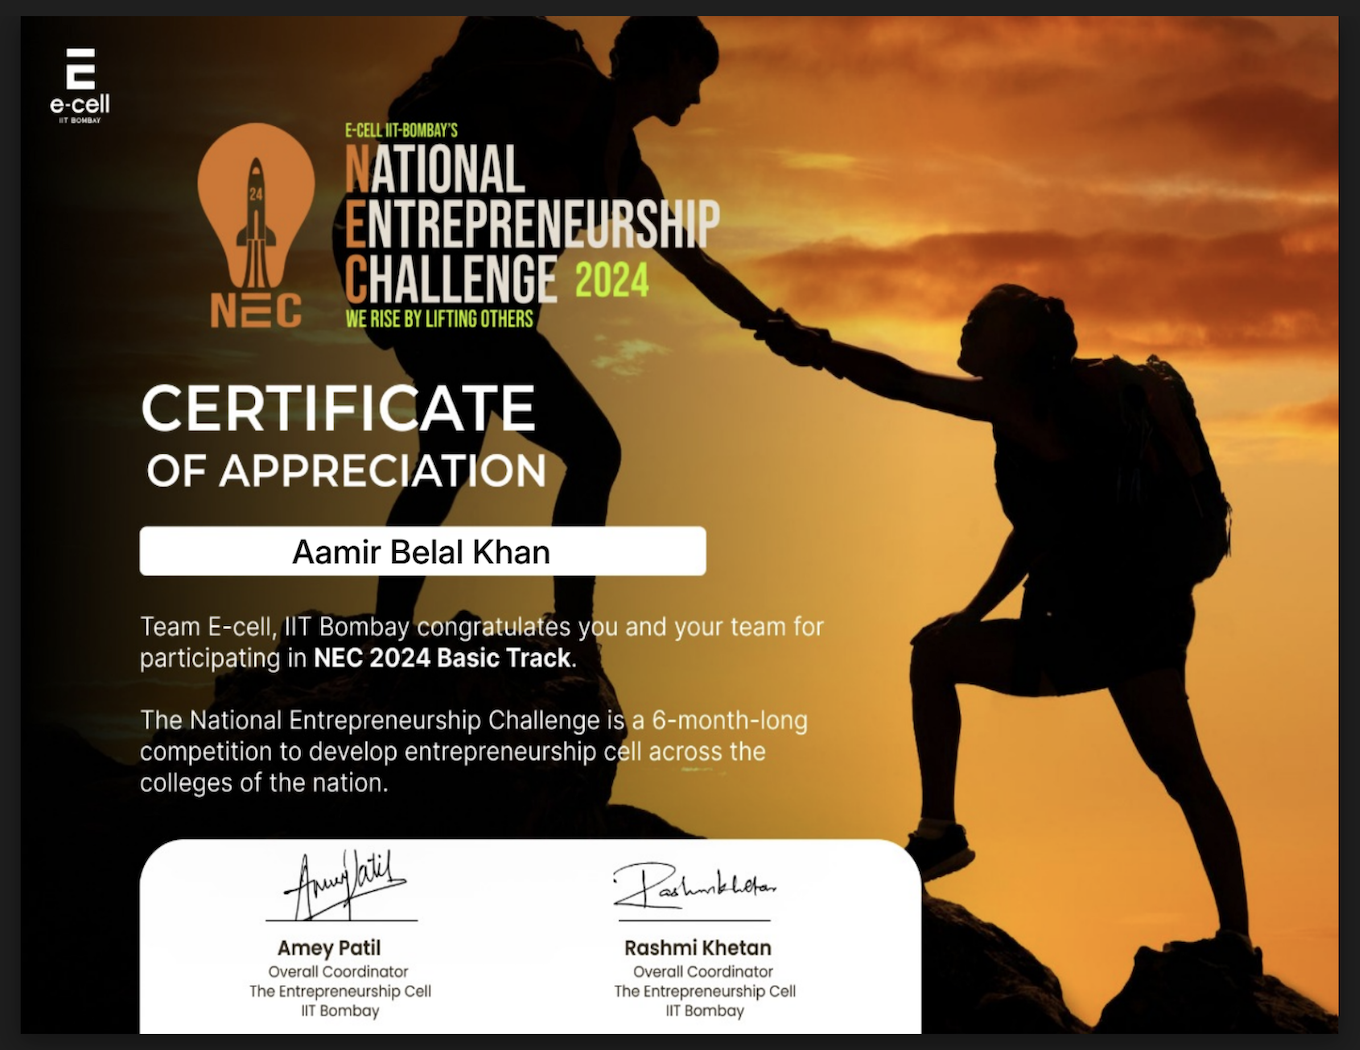 e-cell
IIT BOMBAY
24
NEC
E-CELL IIT-BOMBAY'S
NATIONAL
ENTREPRENEURSHIP
CHALLENGE 2024
WE RISE BY LIFTING OTHERS
CERTIFICATE
OF APPRECIATION
Aamir Belal Khan
Team E-cell, IIT Bombay congratulates you and your team for
participating in NEC 2024 Basic Track.
The National Entrepreneurship Challenge is a 6-month-long
competition to develop entrepreneurship cell across the
colleges of the nation.
Amey Patil
Amey Patil
Overall Coordinator
The Entrepreneurship Cell
IIT Bombay
Rashmi Khetan
Rashmi Khetan
Overall Coordinator
The Entrepreneurship Cell
IIT Bombay